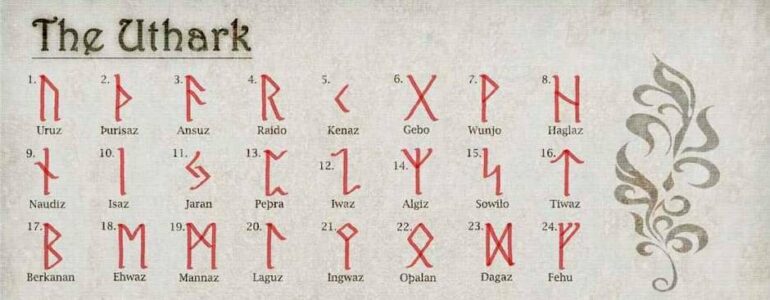 The Uthark
1. ᚢ 2. ᚦ 3. ᚨ 4. ᚱ 5. ᚲ 6. ᚷ 7. ᚹ 8. ᚺ
Uruz Þurisaz Ansuz Raido Kenaz Gebo Wunjo Haglaz
9. ᚾ 10. ᛁ 11. ᛃ 13. ᛈ 12. ᛇ 14. ᛉ 15. ᛋ 16. ᛏ
Naudiz Isaz Jaran Peþra Iwaz Algiz Sowilo Tiwaz
17. ᛒ 18. ᛖ 19. ᛗ 20. ᛚ 21. ᛝ 22. ᛟ 23. ᛞ 24. ᚠ
Berkanan Ehwaz Mannaz Laguz Ingwaz Oþalan Dagaz Fehu